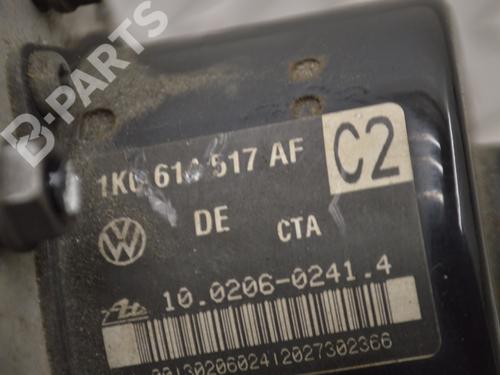 PARTS
1K0 614 517 AF
C2
DE
CTA
10.0206-0241.4